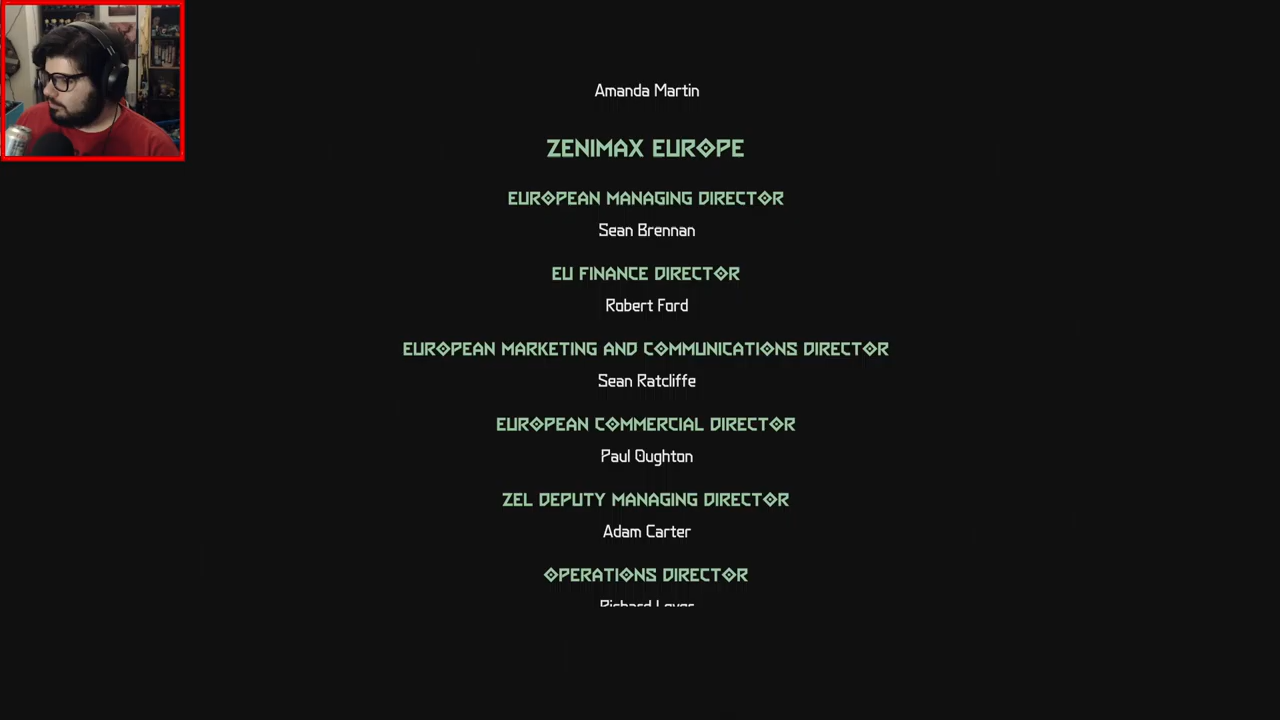 Amanda Martin
ZENIMAX EUROPE
EUROPEAN MANAGING DIRECTOR
Sean Brennan
EU FINANCE DIRECTOR
Robert Ford
EUROPEAN MARKETING AND COMMUNICATIONS DIRECTOR
Sean Ratcliffe
EUROPEAN COMMERCIAL DIRECTOR
Paul Oughton
ZEL DEPUTY MANAGING DIRECTOR
Adam Carter
OPERATIONS DIRECTOR
Richard